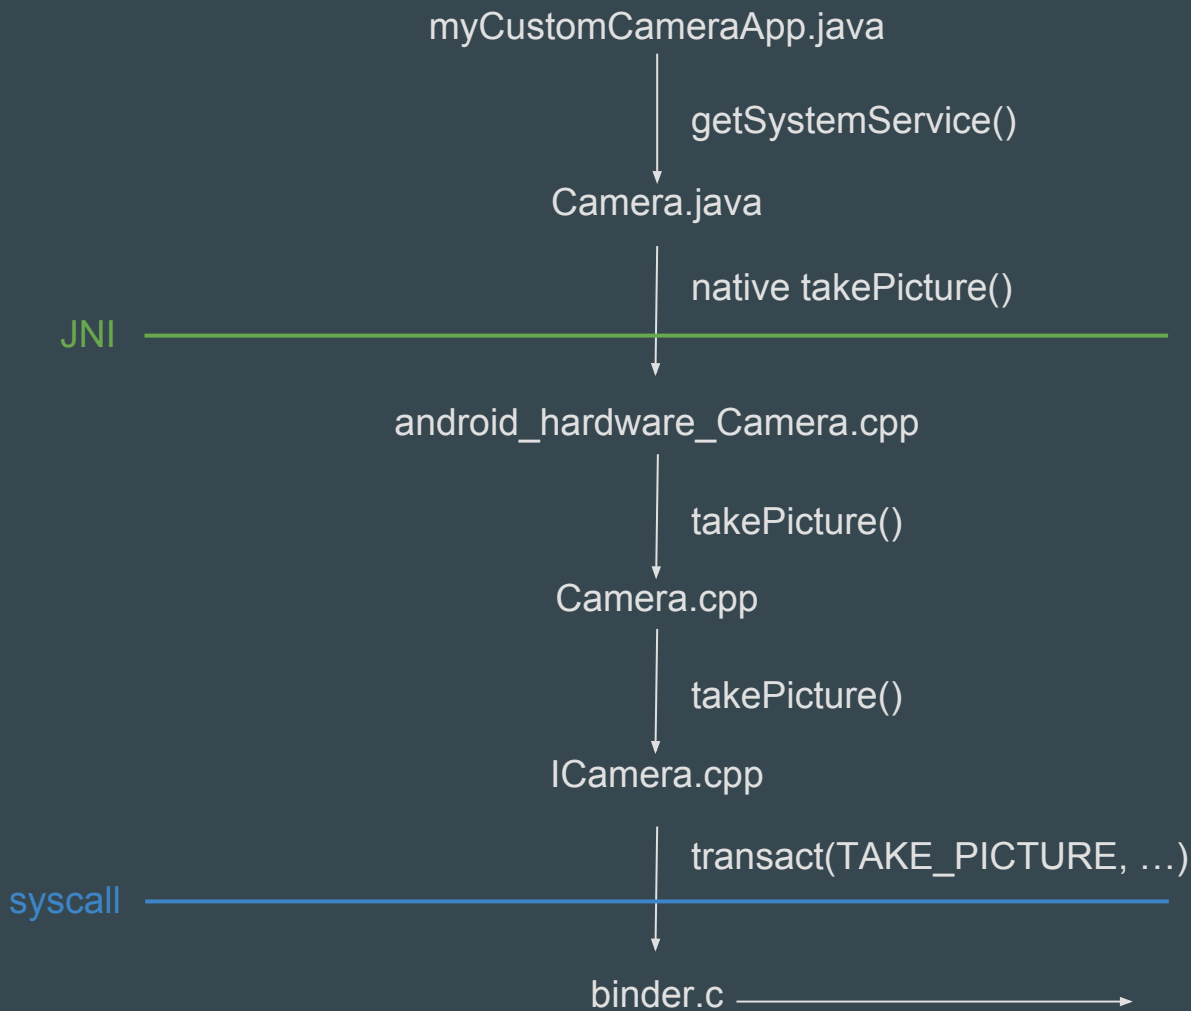 myCustomCameraApp.java
getSystemService()
Camera.java
native takePicture()
JNI
android_hardware_Camera.cpp
takePicture()
Camera.cpp
takePicture()
ICamera.cpp
transact(TAKE_PICTURE, …)
syscall
binder.c